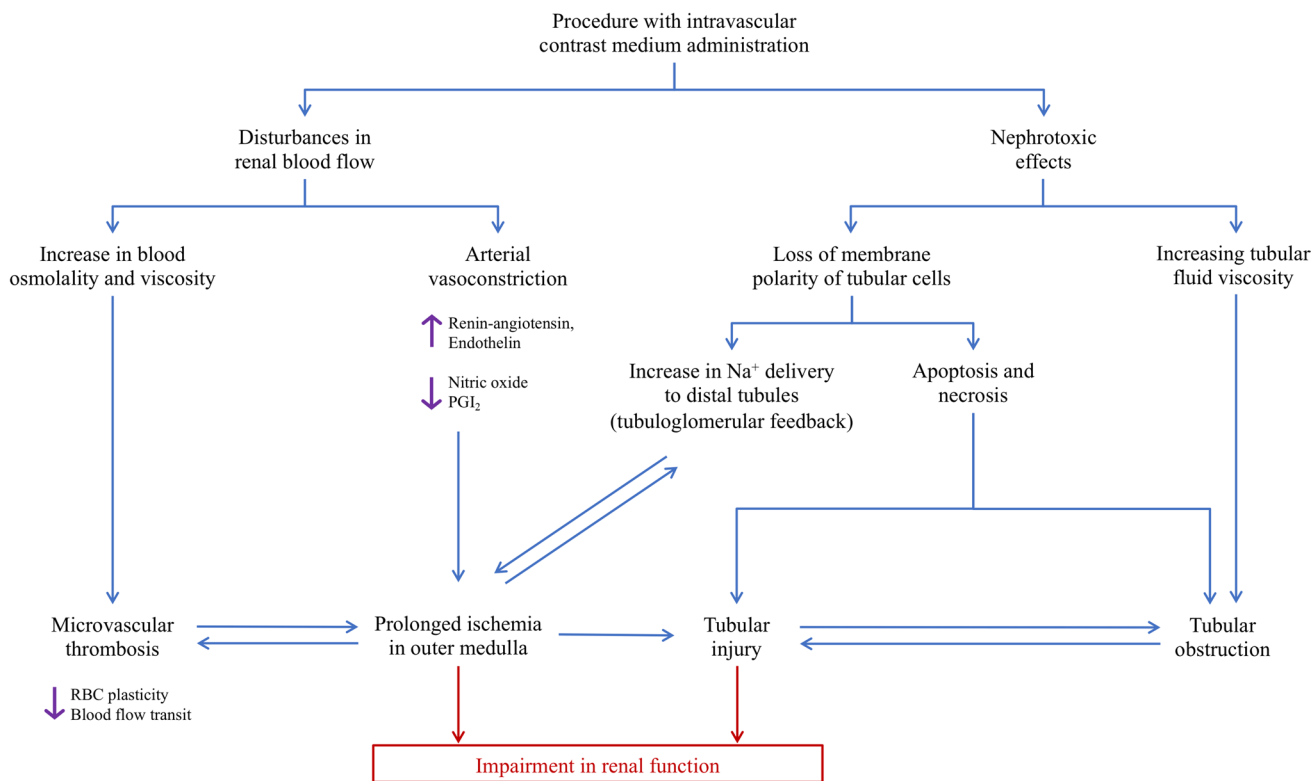 Procedure with intravascular
contrast medium administration
Disturbances in
renal blood flow
Nephrotoxic
effects
Increase in blood
osmolality and viscosity
Arterial
vasoconstriction
Loss of membrane
polarity of tubular cells
Increasing tubular
fluid viscosity
Renin-angiotensin,
Endothelin
Nitric oxide
PGI₂
Increase in Na⁺ delivery
to distal tubules
(tubuloglomerular feedback)
Apoptosis and
necrosis
Microvascular
thrombosis
Prolonged ischemia
in outer medulla
Tubular
injury
Tubular
obstruction
RBC plasticity
Blood flow transit
Impairment in renal function